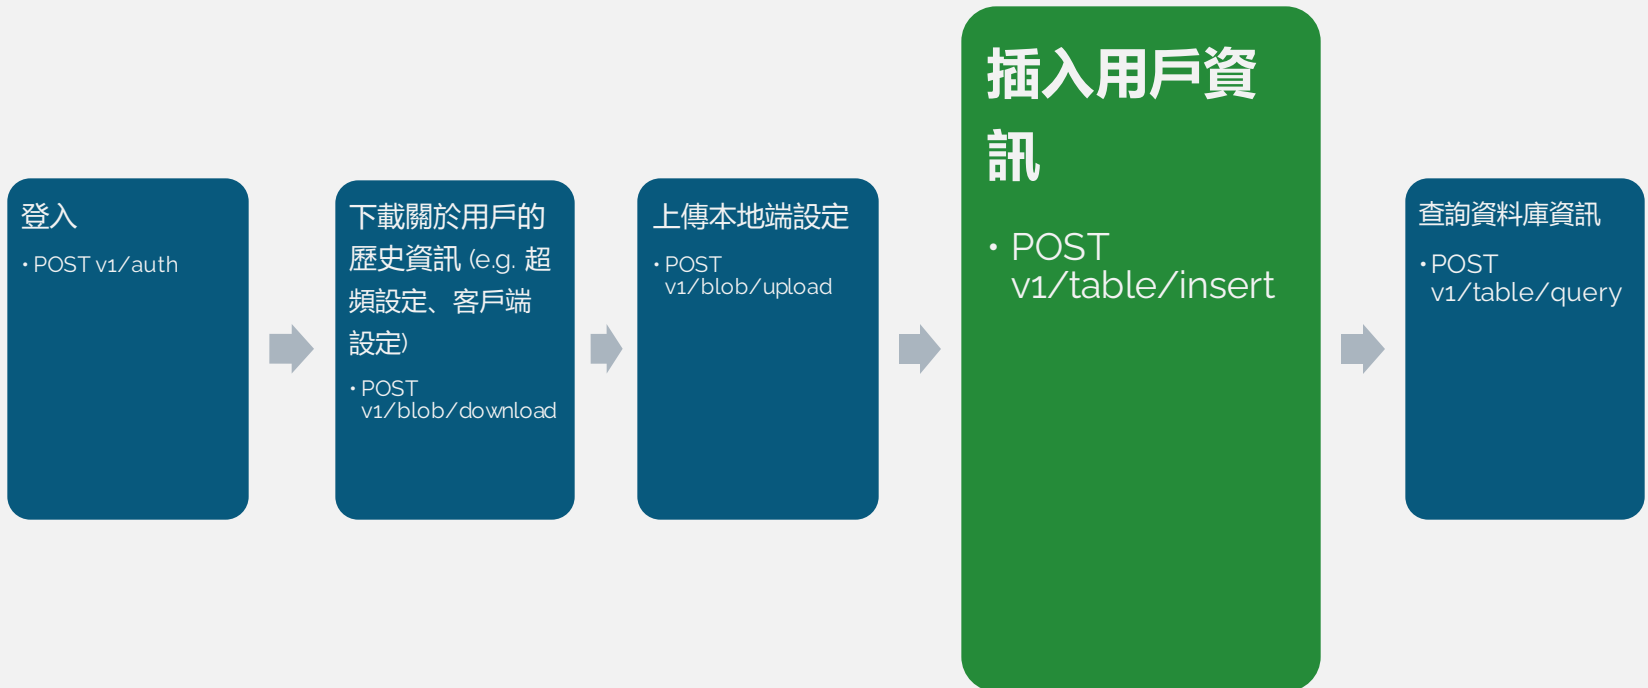 登入
・POST v1/auth
下載關於用戶的
歷史資訊 (e.g. 超
頻設定、客戶端
設定)
・POST
v1/blob/download
上傳本地端設定
・POST
v1/blob/upload
插入用戶資
訊
・POST
v1/table/insert
查詢資料庫資訊
・POST
v1/table/query